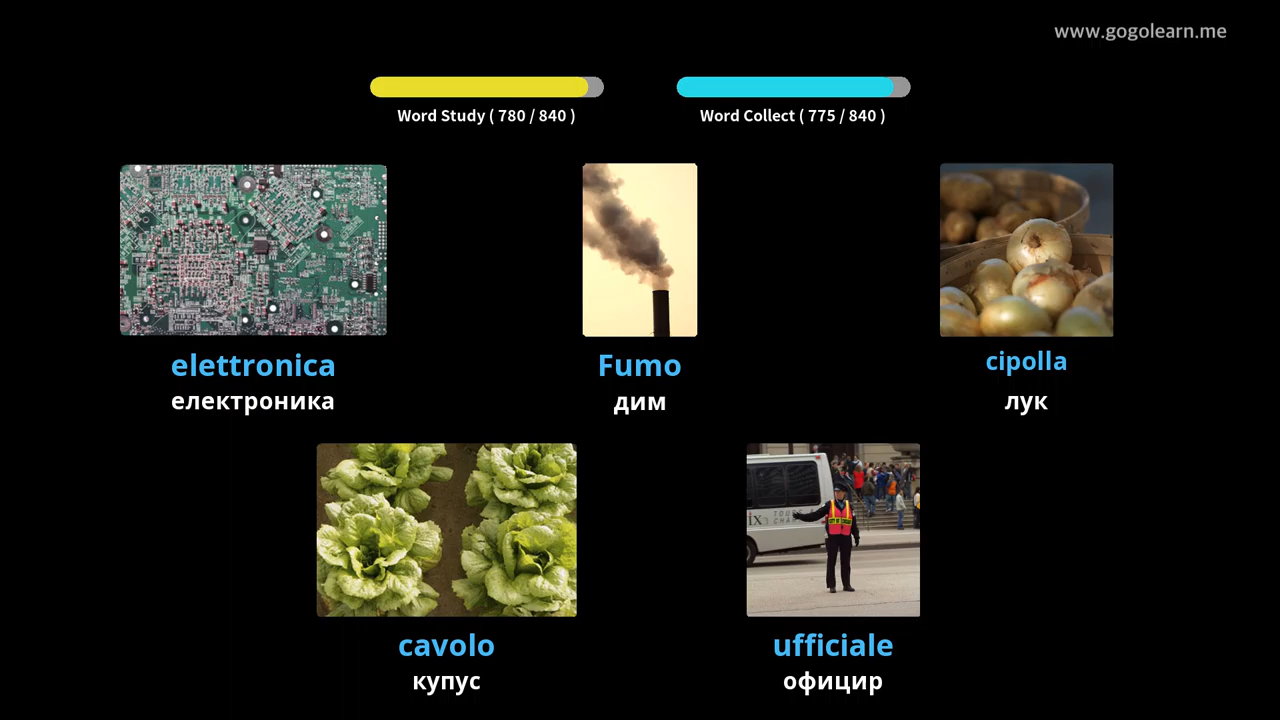 www.gogolearn.me
Word Study ( 780 / 840 )
Word Collect ( 775 / 840 )
elettronica
електроника
Fumo
дим
cipolla
лук
cavolo
купус
ufficiale
официр